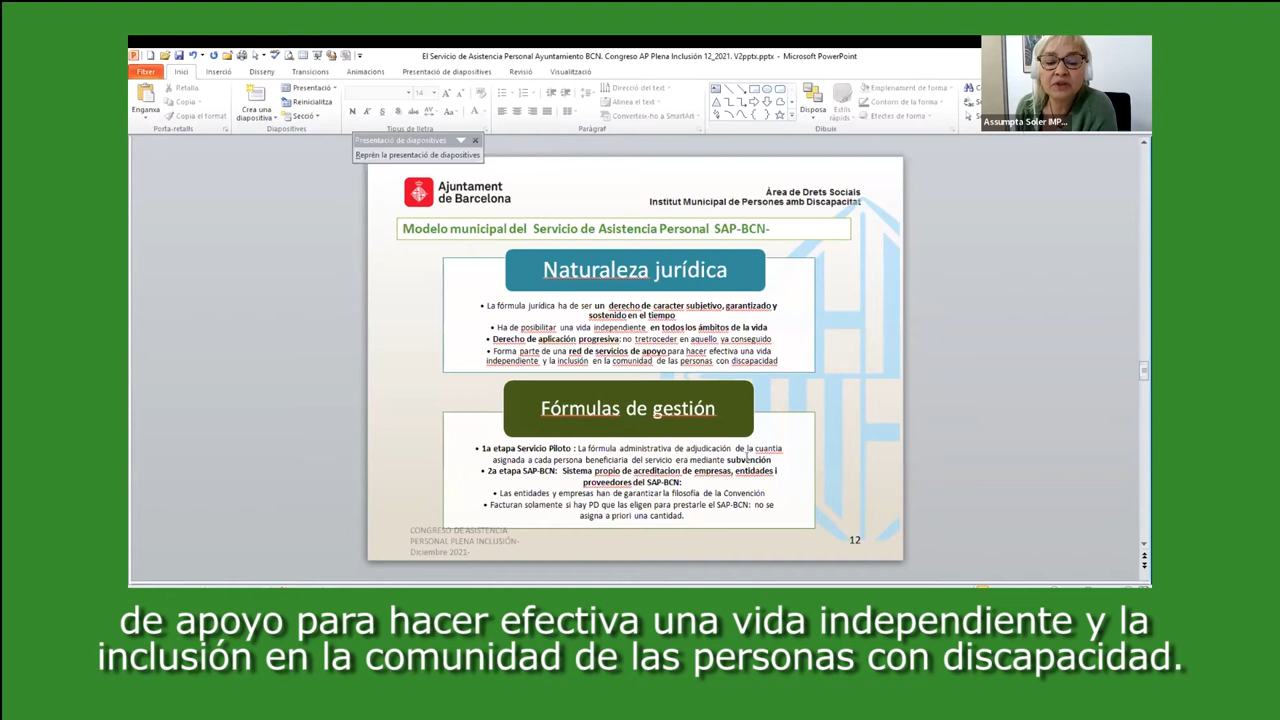 El Servicio de Asistencia Personal Ayuntamiento BCN. Congreso AP Plena Inclusión 12_2021. V2pptx.pptx - Microsoft PowerPoint
Fitxer Inici Inserció Disseny Transicions Animacions Presentació de diapositives Revisió Visualització
Enganxa
Retalla
Copia
Copia el format
Porta-retalls
Crea una
diapositiva
Presentació
Reinicialitza
Secció
Diapositives
14
Tipus de lletra
Direcció del text
Alinea el text
Converteix-ho a SmartArt
Paràgraf
Disposa
Estils
ràpids
Emplenament de forma
Contorn de la forma
Efectes de forma
Dibuix
Assumpta Soler IMP...
Presentació de diapositives
Reprèn la presentació de diapositives
Ajuntament
de Barcelona
Àrea de Drets Socials
Institut Municipal de Persones amb Discapacitat
Modelo municipal del Servicio de Asistencia Personal SAP-BCN-
Naturaleza jurídica
• La fórmula jurídica ha de ser un derecho de caracter subjetivo, garantizado y
sostenido en el tiempo
• Ha de posibilitar una vida independiente en todos los ámbitos de la vida
• Derecho de aplicación progresiva: no tretroceder en aquello ya conseguido
• Forma parte de una red de servicios de apoyo para hacer efectiva una vida
independiente y la inclusión en la comunidad de las personas con discapacidad
Fórmulas de gestión
• 1a etapa Servicio Piloto : La fórmula administrativa de adjudicación de la cuantia
asignada a cada persona beneficiaria del servicio era mediante subvención
• 2a etapa SAP-BCN: Sistema propio de acreditacion de empresas, entidades i
proveedores del SAP-BCN:
• Las entidades y empresas han de garantizar la filosofía de la Convención
• Facturan solamente si hay PD que las eligen para prestarle el SAP-BCN: no se
asigna a priori una cantidad.
CONGRESO DE ASISTENCIA
PERSONAL PLENA INCLUSIÓN-
Diciembre 2021-
12
de apoyo para hacer efectiva una vida independiente y la
inclusión en la comunidad de las personas con discapacidad.